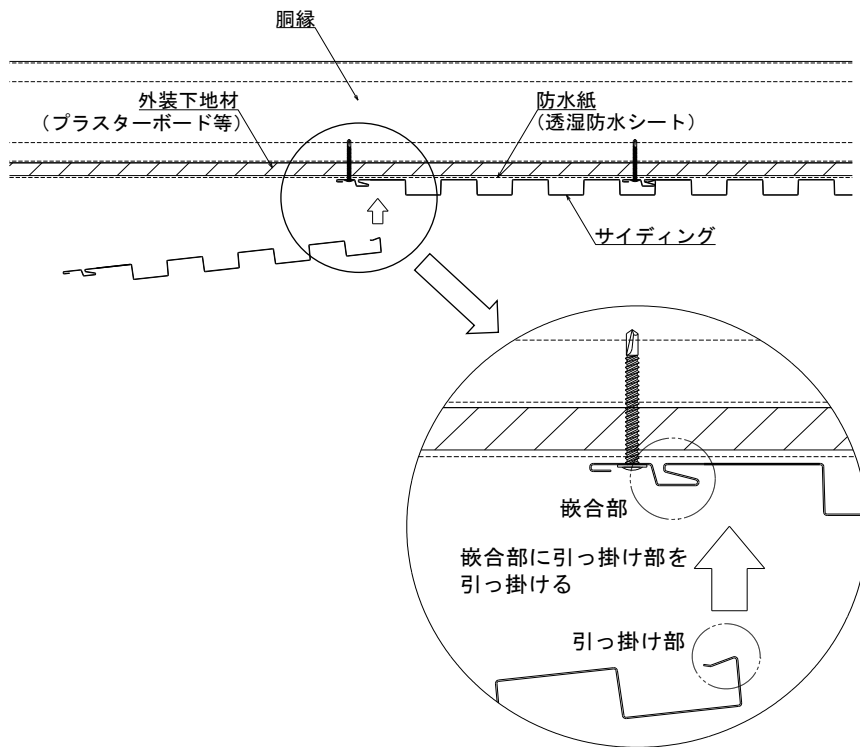 胴縁
外装下地材
(プラスターボード等)
防水紙
(透湿防水シート)
サイディング
嵌合部
嵌合部に引っ掛け部を
引っ掛ける
引っ掛け部